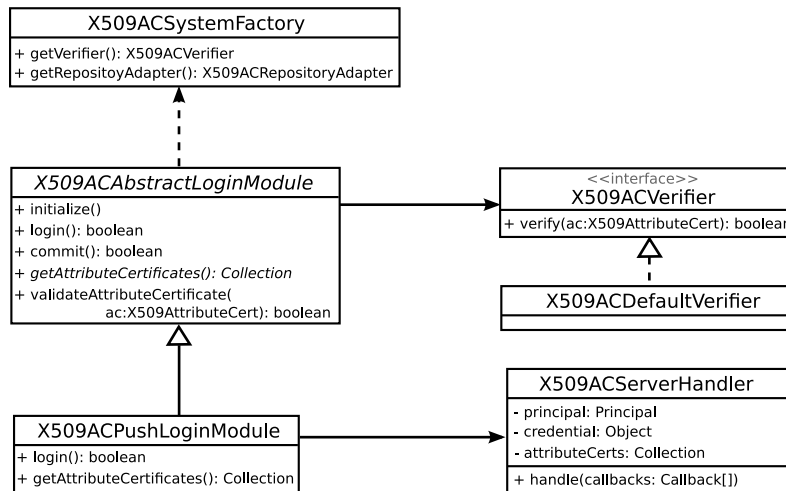 X509ACSystemFactory
+ getVerifier(): X509ACVerifier
+ getRepositoyAdapter(): X509ACRepositoryAdapter
X509ACAbstractLoginModule
+ initialize()
+ login(): boolean
+ commit(): boolean
+ getAttributeCertificates(): Collection
+ validateAttributeCertificate(
ac:X509AttributeCert): boolean
<<interface>>
X509ACVerifier
+ verify(ac:X509AttributeCert): boolean
X509ACDefaultVerifier
X509ACPushLoginModule
+ login(): boolean
+ getAttributeCertificates(): Collection
X509ACServerHandler
- principal: Principal
- credential: Object
- attributeCerts: Collection
+ handle(callbacks: Callback[])